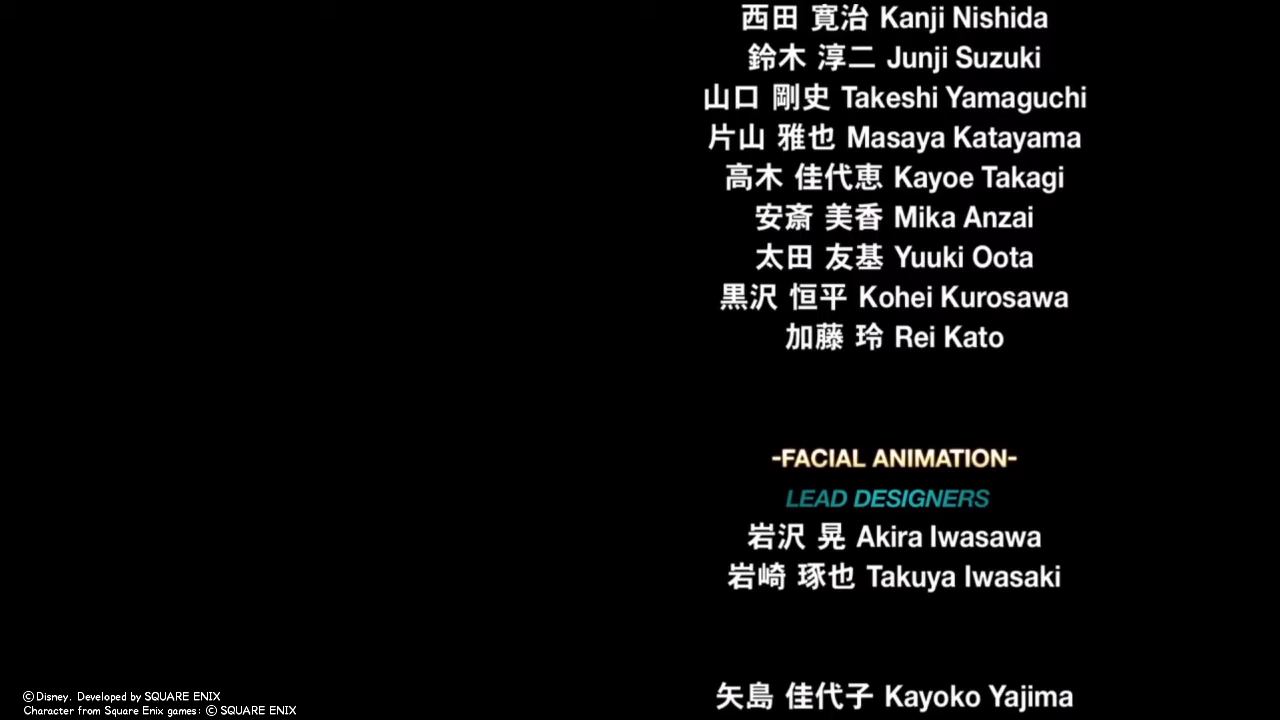 西田 寛治 Kanji Nishida
鈴木 淳二 Junji Suzuki
山口 剛史 Takeshi Yamaguchi
片山 雅也 Masaya Katayama
高木 佳代恵 Kayoe Takagi
安斎 美香 Mika Anzai
太田 友基 Yuuki Oota
黒沢 恒平 Kohei Kurosawa
加藤 玲 Rei Kato
-FACIAL ANIMATION-
LEAD DESIGNERS
岩沢 晃 Akira Iwasawa
岩崎 琢也 Takuya Iwasaki
矢島 佳代子 Kayoko Yajima
©Disney. Developed by SQUARE ENIX
Character from Square Enix games: © SQUARE ENIX